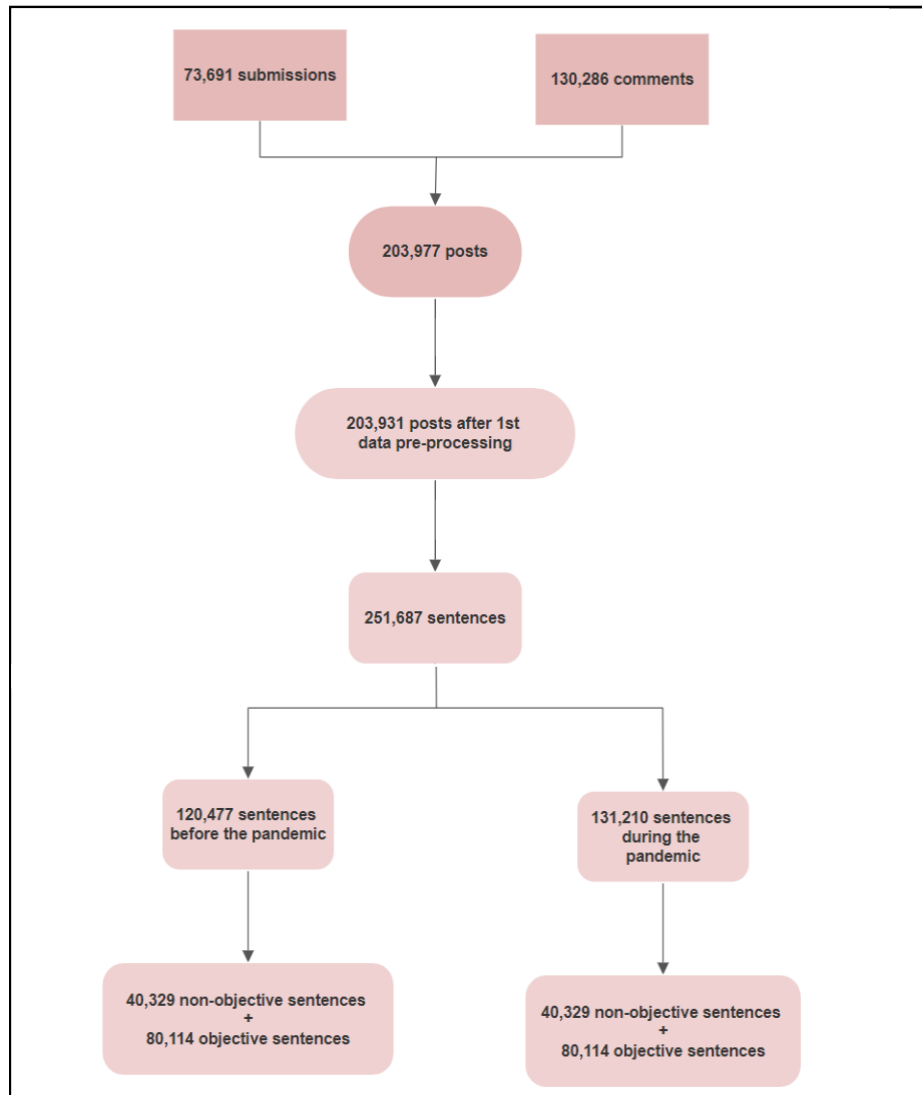 73,691 submissions
130,286 comments
203,977 posts
203,931 posts after 1st
data pre-processing
251,687 sentences
120,477 sentences
before the pandemic
131,210 sentences
during the
pandemic
40,329 non-objective sentences
+
80,114 objective sentences
40,329 non-objective sentences
+
80,114 objective sentences